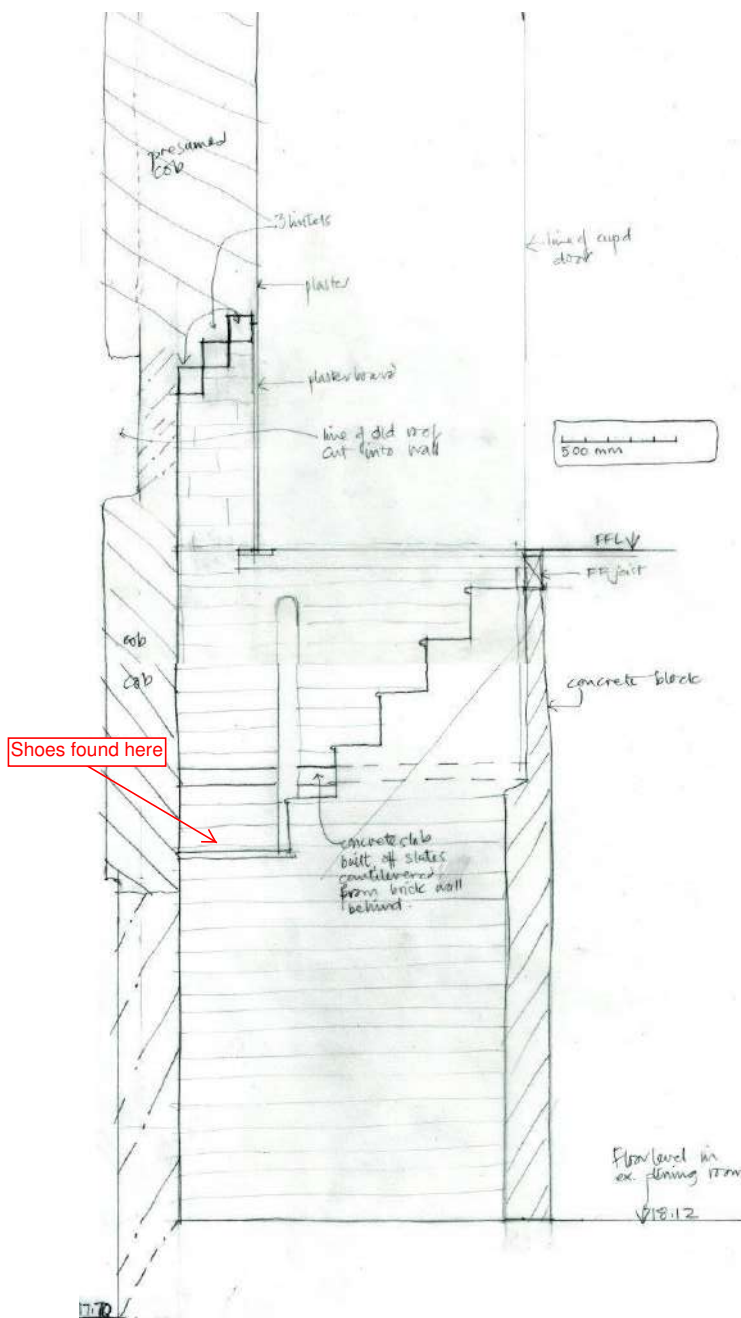 presumed
cob
3 lintels
line of cupd
door
plaster
plasterboard
line of old roof
cut into wall
500 mm
FFL
FF joist
cob
cob
concrete block
Shoes found here
concrete slab
built off slates
cantilevered
from brick wall
behind.
Floor level in
ex. dining room
18.12
17.70